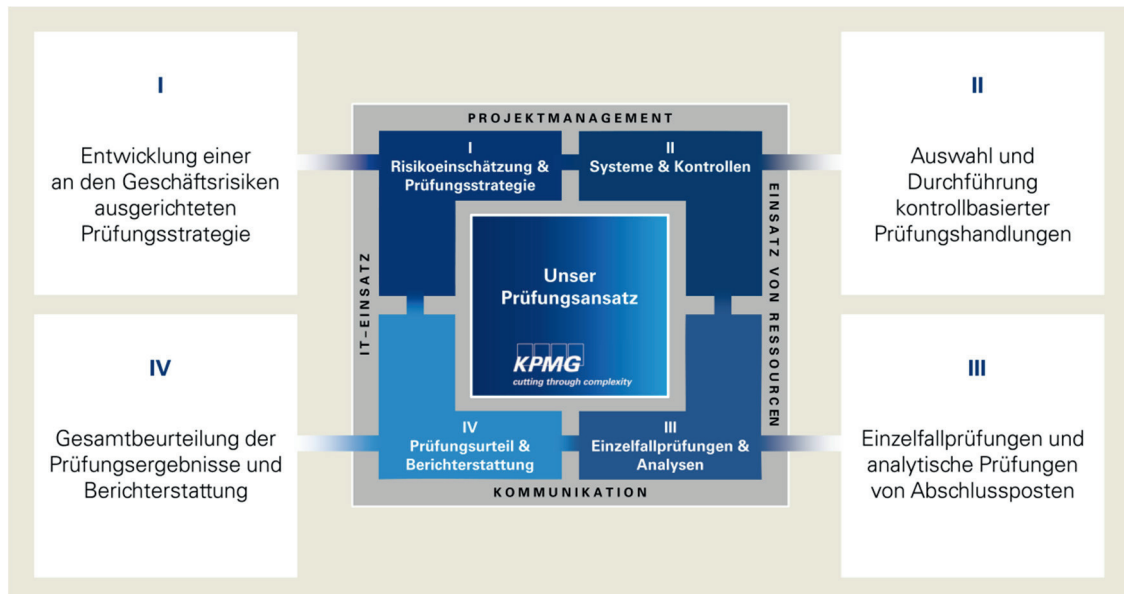 I
Entwicklung einer
an den Geschäftsrisiken
ausgerichteten
Prüfungsstrategie
II
Auswahl und
Durchführung
kontrollbasierter
Prüfungshandlungen
PROJEKTMANAGEMENT
I
Risikoeinschätzung &
Prüfungsstrategie
II
Systeme & Kontrollen
IT-EINSATZ
Unser
Prüfungsansatz
KPMG
cutting through complexity
EINSATZ VON RESSOURCEN
IV
Prüfungsurteil &
Berichterstattung
III
Einzelfallprüfungen &
Analysen
KOMMUNIKATION
IV
Gesamtbeurteilung der
Prüfungsergebnisse und
Berichterstattung
III
Einzelfallprüfungen und
analytische Prüfungen
von Abschlussposten